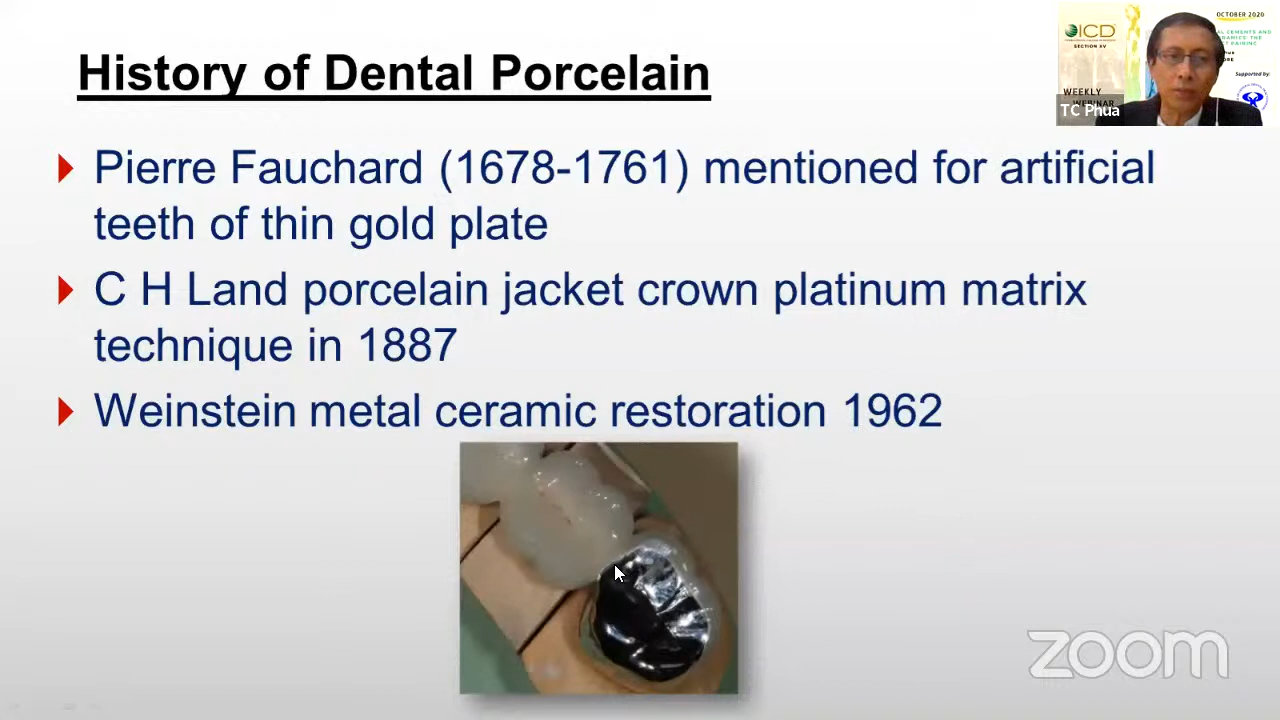 History of Dental Porcelain
Pierre Fauchard (1678-1761) mentioned for artificial
teeth of thin gold plate
C H Land porcelain jacket crown platinum matrix
technique in 1887
Weinstein metal ceramic restoration 1962
ICD
SECTION XV
WEEKLY
WEBINAR
TC Phua
OCTOBER 2020
Supported by:
zoom